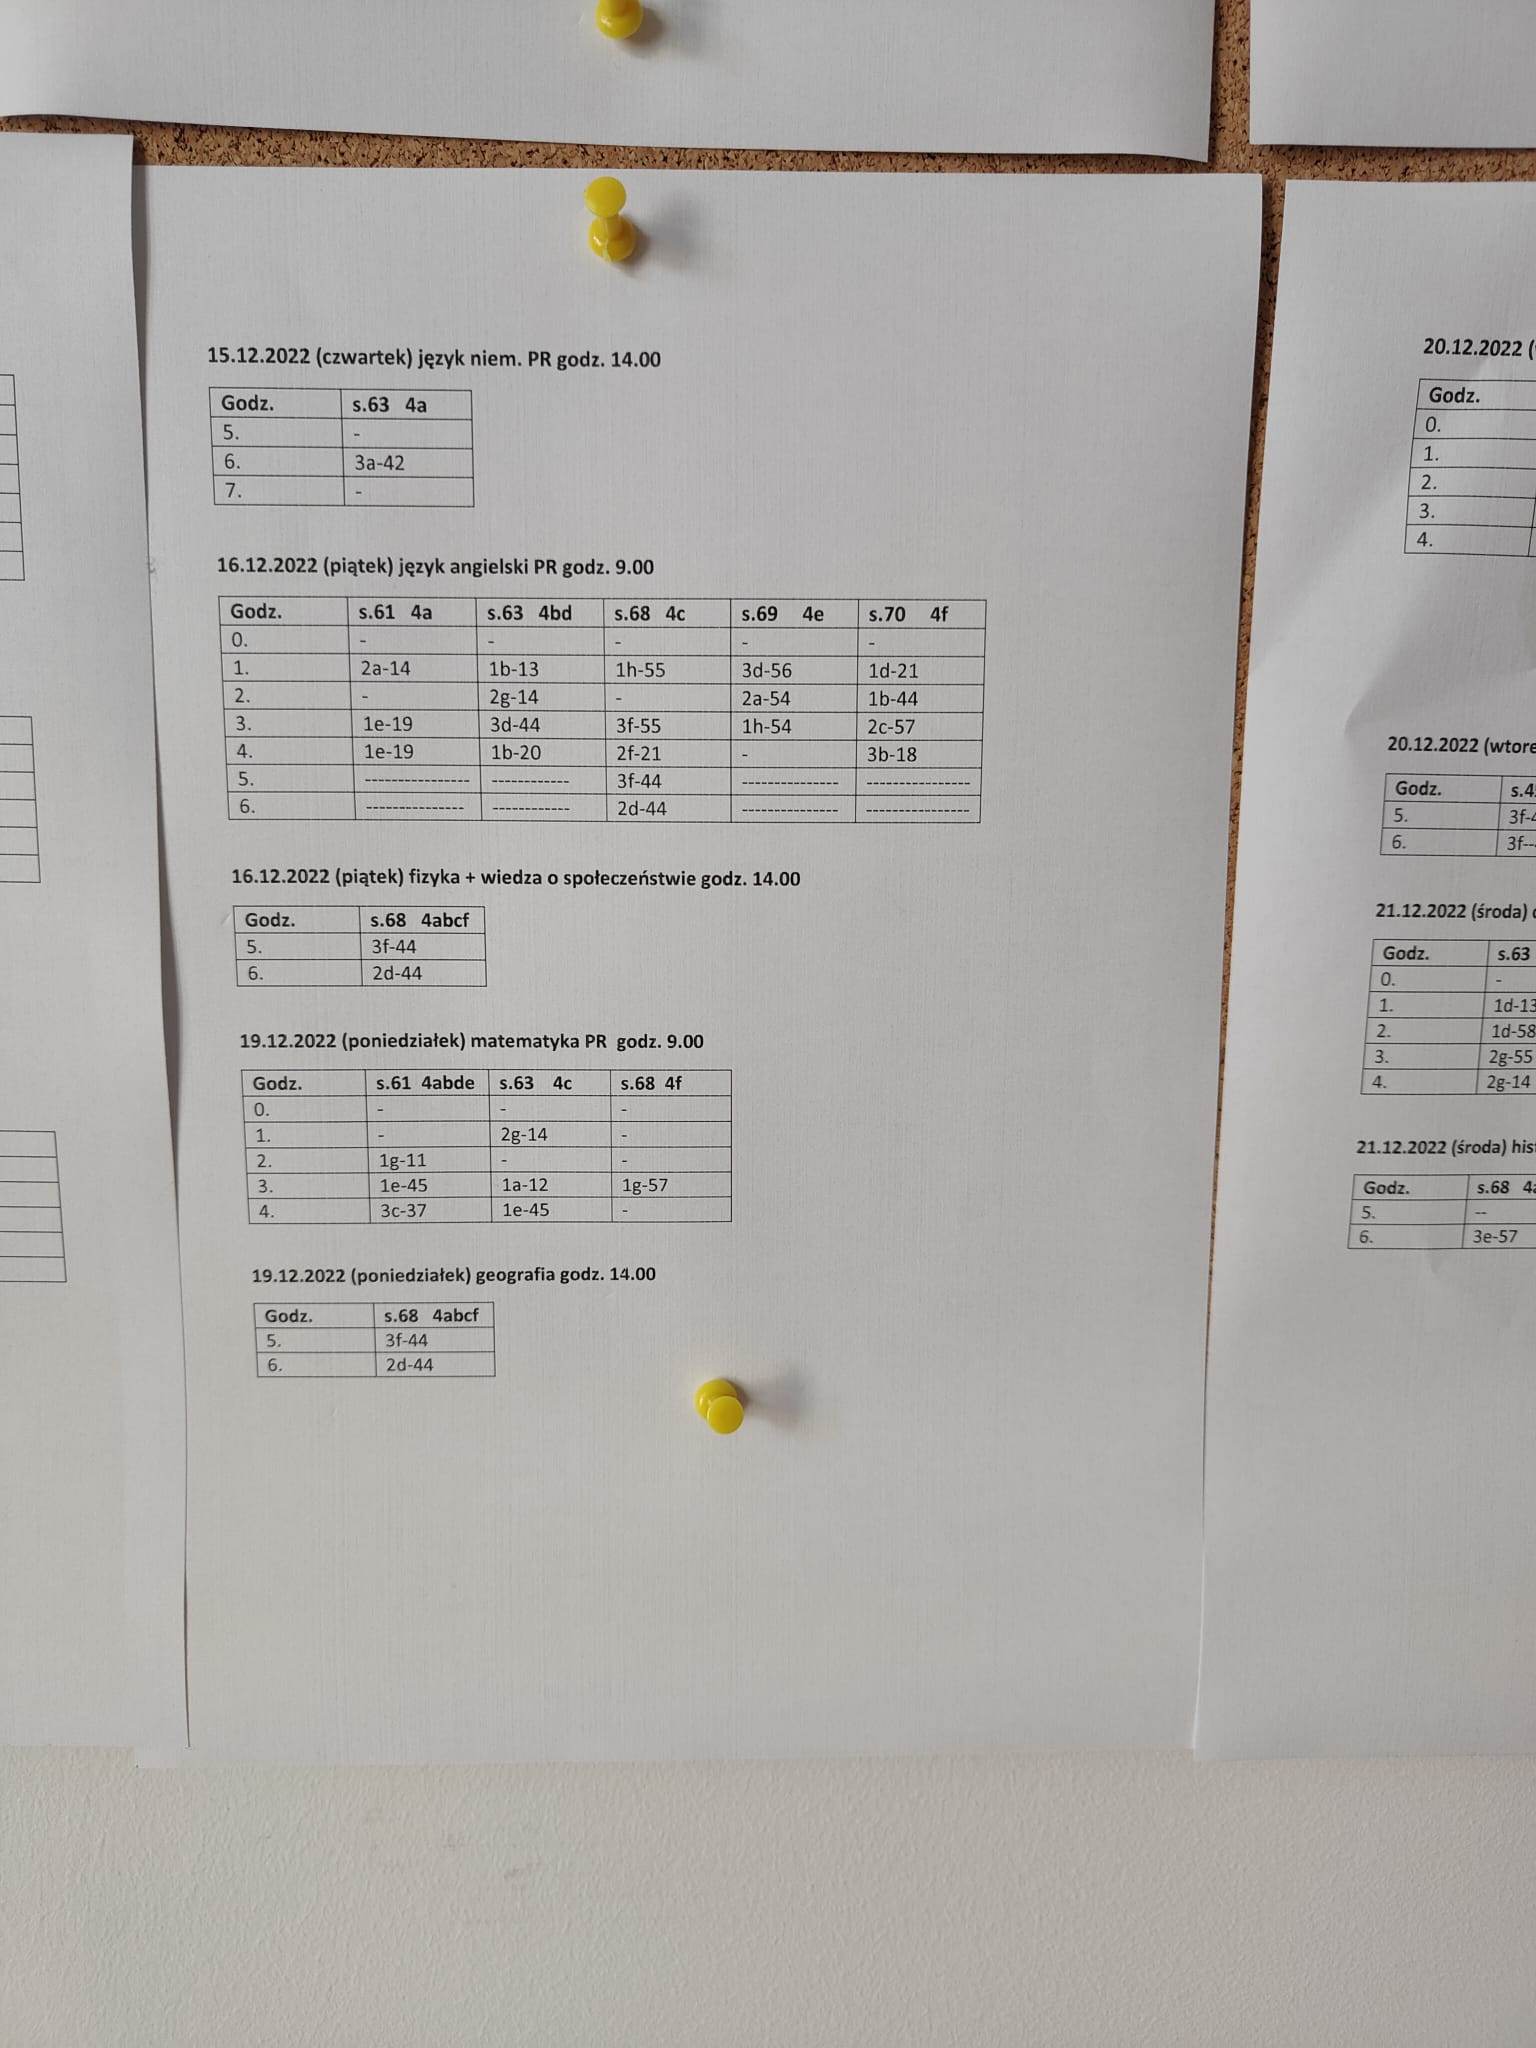 15.12.2022 (czwartek) język niem. PR godz. 14.00
Godz. s.63 4a
5. -
6. 3a-42
7. -
16.12.2022 (piątek) język angielski PR godz. 9.00
Godz. s.61 4a s.63 4bd s.68 4c s.69 4e s.70 4f
0. - - - - -
1. 2a-14 1b-13 1h-55 3d-56 1d-21
2. - 2g-14 - 2a-54 1b-44
3. 1e-19 3d-44 3f-55 1h-54 2c-57
4. 1e-19 1b-20 2f-21 - 3b-18
5. ---------------- ------------ 3f-44 --------------- ----------------
6. --------------- ------------ 2d-44 --------------- ----------------
16.12.2022 (piątek) fizyka + wiedza o społeczeństwie godz. 14.00
Godz. s.68 4abcf
5. 3f-44
6. 2d-44
19.12.2022 (poniedziałek) matematyka PR godz. 9.00
Godz. s.61 4abde s.63 4c s.68 4f
0. - - -
1. - 2g-14 -
2. 1g-11 - -
3. 1e-45 1a-12 1g-57
4. 3c-37 1e-45 -
19.12.2022 (poniedziałek) geografia godz. 14.00
Godz. s.68 4abcf
5. 3f-44
6. 2d-44
20.12.2022 (
Godz.
0.
1.
2.
3.
4.
20.12.2022 (wtore
Godz. s.4
5. 3f-
6. 3f--
21.12.2022 (środa)
Godz. s.63
0. -
1. 1d-13
2. 1d-58
3. 2g-55
4. 2g-14
21.12.2022 (środa) his
Godz. s.68 4
5. --
6. 3e-57